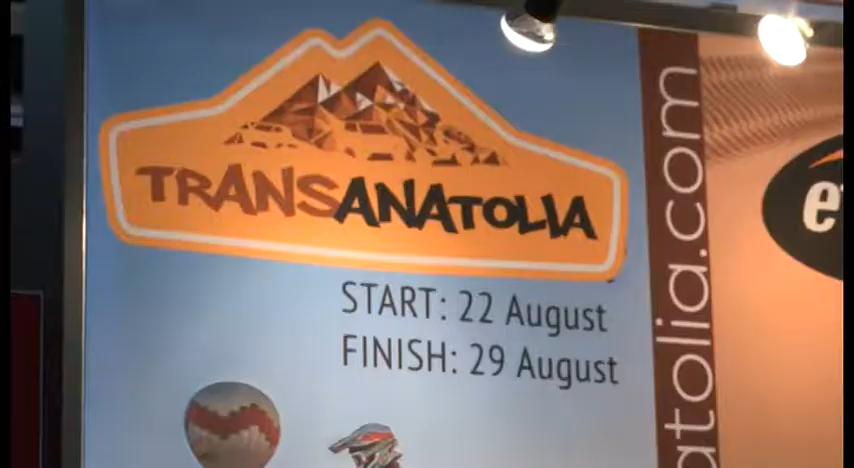 TRANSANATOLIA
START: 22 August
FINISH: 29 August
atolia.com
e